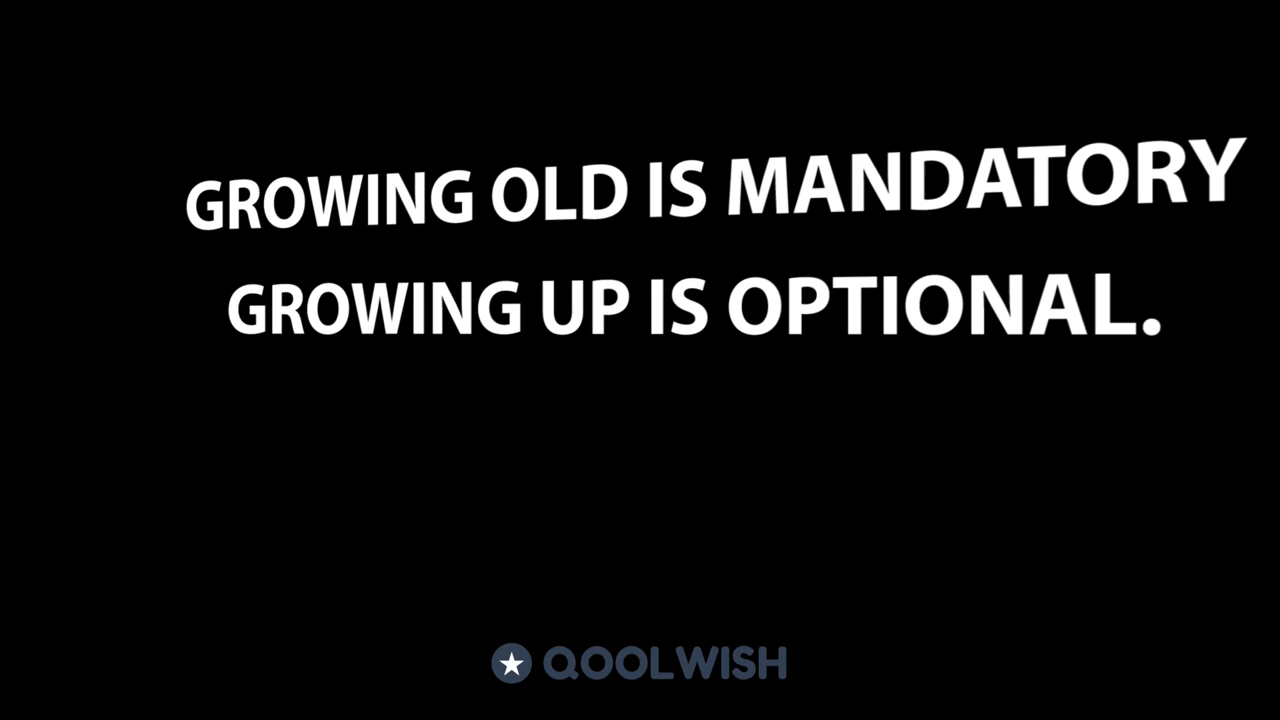 GROWING OLD IS MANDATORY
GROWING UP IS OPTIONAL.
QOOLWISH